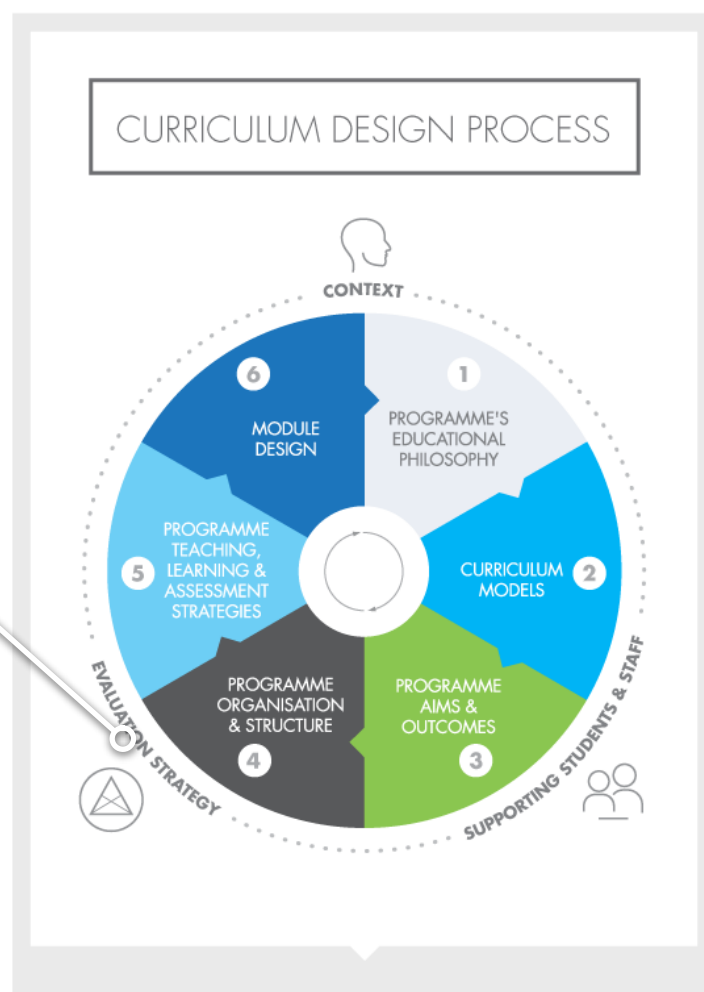 CURRICULUM DESIGN PROCESS
CONTEXT
1
PROGRAMME'S
EDUCATIONAL
PHILOSOPHY
2
CURRICULUM
MODELS
3
PROGRAMME
AIMS &
OUTCOMES
4
PROGRAMME
ORGANISATION
& STRUCTURE
5
PROGRAMME
TEACHING,
LEARNING &
ASSESSMENT
STRATEGIES
6
MODULE
DESIGN
SUPPORTING STUDENTS & STAFF
EVALUATION STRATEGY